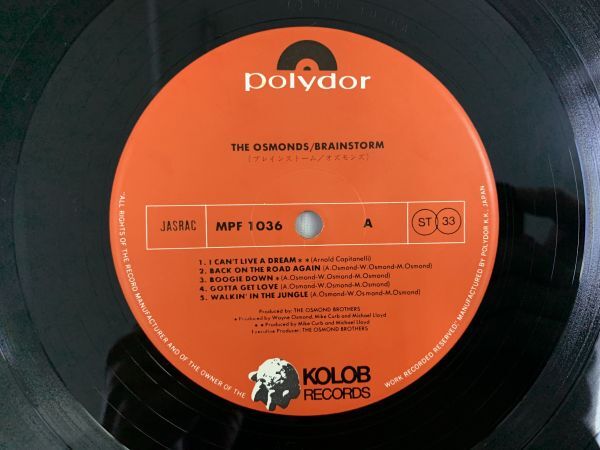 polydor
THE OSMONDS/BRAINSTORM
(ブレインストーム/オズモンズ)
JASRAC MPF 1036 A ST 33
1. I CAN'T LIVE A DREAM ＊＊ (Arnold Capitanelli)
2. BACK ON THE ROAD AGAIN (A.Osmond-W.Osmond-M.Osmond)
3. BOOGIE DOWN ＊ (A.Osmond-W.Osmond-M.Osmond)
4. GOTTA GET LOVE (A.Osmond-W.Osmond-M.Osmond)
5. WALKIN' IN THE JUNGLE (A.Osmond-W.Osmond-M.Osmond)
Produced by: THE OSMOND BROTHERS
＊Produced by Wayne Osmond, Mike Curb and Michael Lloyd
＊＊Produced by Mike Curb and Michael Lloyd
Executive Producer: THE OSMOND BROTHERS
KOLOB
RECORDS
"ALL RIGHTS OF THE RECORD MANUFACTURER AND OF THE OWNER OF THE
WORK RECORDED RESERVED". MANUFACTURED BY POLYDOR K.K., JAPAN